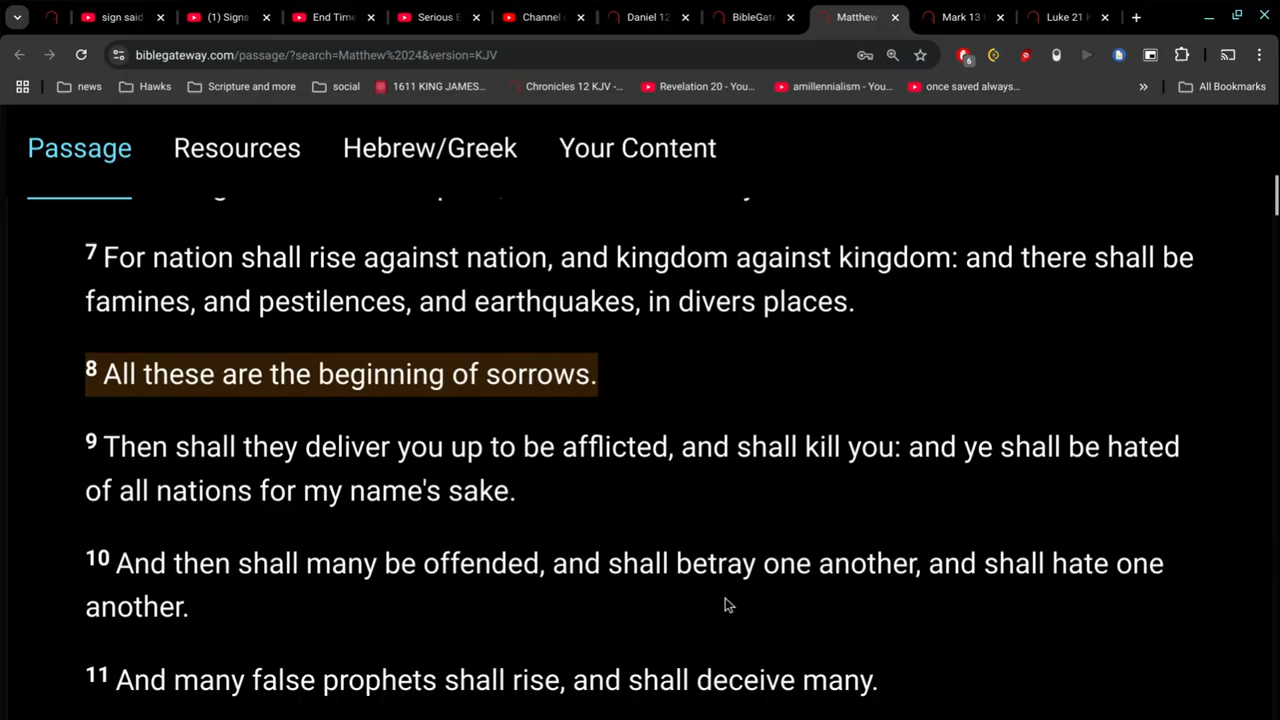 sign said
(1) Signs
End Time
Serious E
Channel c
Daniel 12
BibleGat
Matthew
Mark 13
Luke 21
biblegateway.com/passage/?search=Matthew%2024&version=KJV
6
news
Hawks
Scripture and more
social
1611 KING JAMES...
Chronicles 12 KJV -...
Revelation 20 - You...
amillennialism - You...
once saved always...
»
All Bookmarks
Passage
Resources
Hebrew/Greek
Your Content
7 For nation shall rise against nation, and kingdom against kingdom: and there shall be
famines, and pestilences, and earthquakes, in divers places.
8 All these are the beginning of sorrows.
9 Then shall they deliver you up to be afflicted, and shall kill you: and ye shall be hated
of all nations for my name's sake.
10 And then shall many be offended, and shall betray one another, and shall hate one
another.
11 And many false prophets shall rise, and shall deceive many.